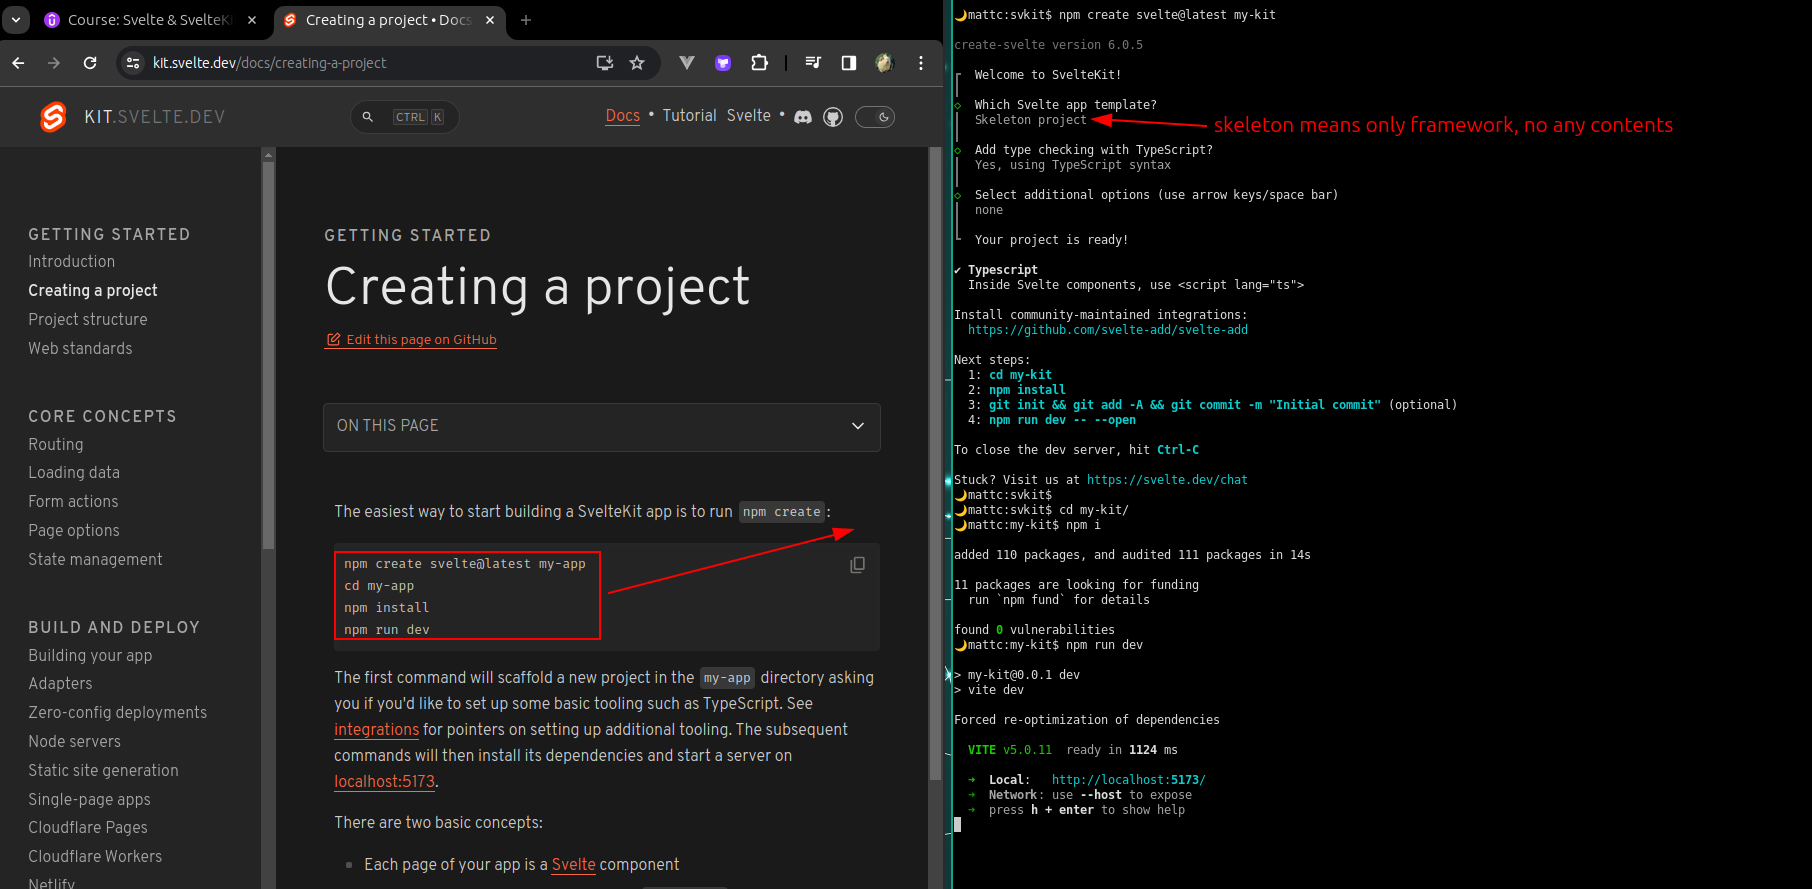 Course: Svelte & SvelteKi
Creating a project • Docs
kit.svelte.dev/docs/creating-a-project
KIT.SVELTE.DEV
CTRL K
Docs • Tutorial Svelte •
GETTING STARTED
Introduction
Creating a project
Project structure
Web standards
CORE CONCEPTS
Routing
Loading data
Form actions
Page options
State management
BUILD AND DEPLOY
Building your app
Adapters
Zero-config deployments
Node servers
Static site generation
Single-page apps
Cloudflare Pages
Cloudflare Workers
Netlify
GETTING STARTED
Creating a project
Edit this page on GitHub
ON THIS PAGE
The easiest way to start building a SvelteKit app is to run npm create:
npm create svelte@latest my-app
cd my-app
npm install
npm run dev
The first command will scaffold a new project in the my-app directory asking
you if you'd like to set up some basic tooling such as TypeScript. See
integrations for pointers on setting up additional tooling. The subsequent
commands will then install its dependencies and start a server on
localhost:5173.
There are two basic concepts:
Each page of your app is a Svelte component
mattc:svkit$ npm create svelte@latest my-kit
create-svelte version 6.0.5
Welcome to SvelteKit!
Which Svelte app template?
Skeleton project
skeleton means only framework, no any contents
Add type checking with TypeScript?
Yes, using TypeScript syntax
Select additional options (use arrow keys/space bar)
none
Your project is ready!
✔ Typescript
Inside Svelte components, use <script lang="ts">
Install community-maintained integrations:
https://github.com/svelte-add/svelte-add
Next steps:
1: cd my-kit
2: npm install
3: git init && git add -A && git commit -m "Initial commit" (optional)
4: npm run dev -- --open
To close the dev server, hit Ctrl-C
Stuck? Visit us at https://svelte.dev/chat
mattc:svkit$
mattc:svkit$ cd my-kit/
mattc:my-kit$ npm i
added 110 packages, and audited 111 packages in 14s
11 packages are looking for funding
run `npm fund` for details
found 0 vulnerabilities
mattc:my-kit$ npm run dev
> my-kit@0.0.1 dev
> vite dev
Forced re-optimization of dependencies
VITE v5.0.11 ready in 1124 ms
➜ Local: http://localhost:5173/
➜ Network: use --host to expose
➜ press h + enter to show help